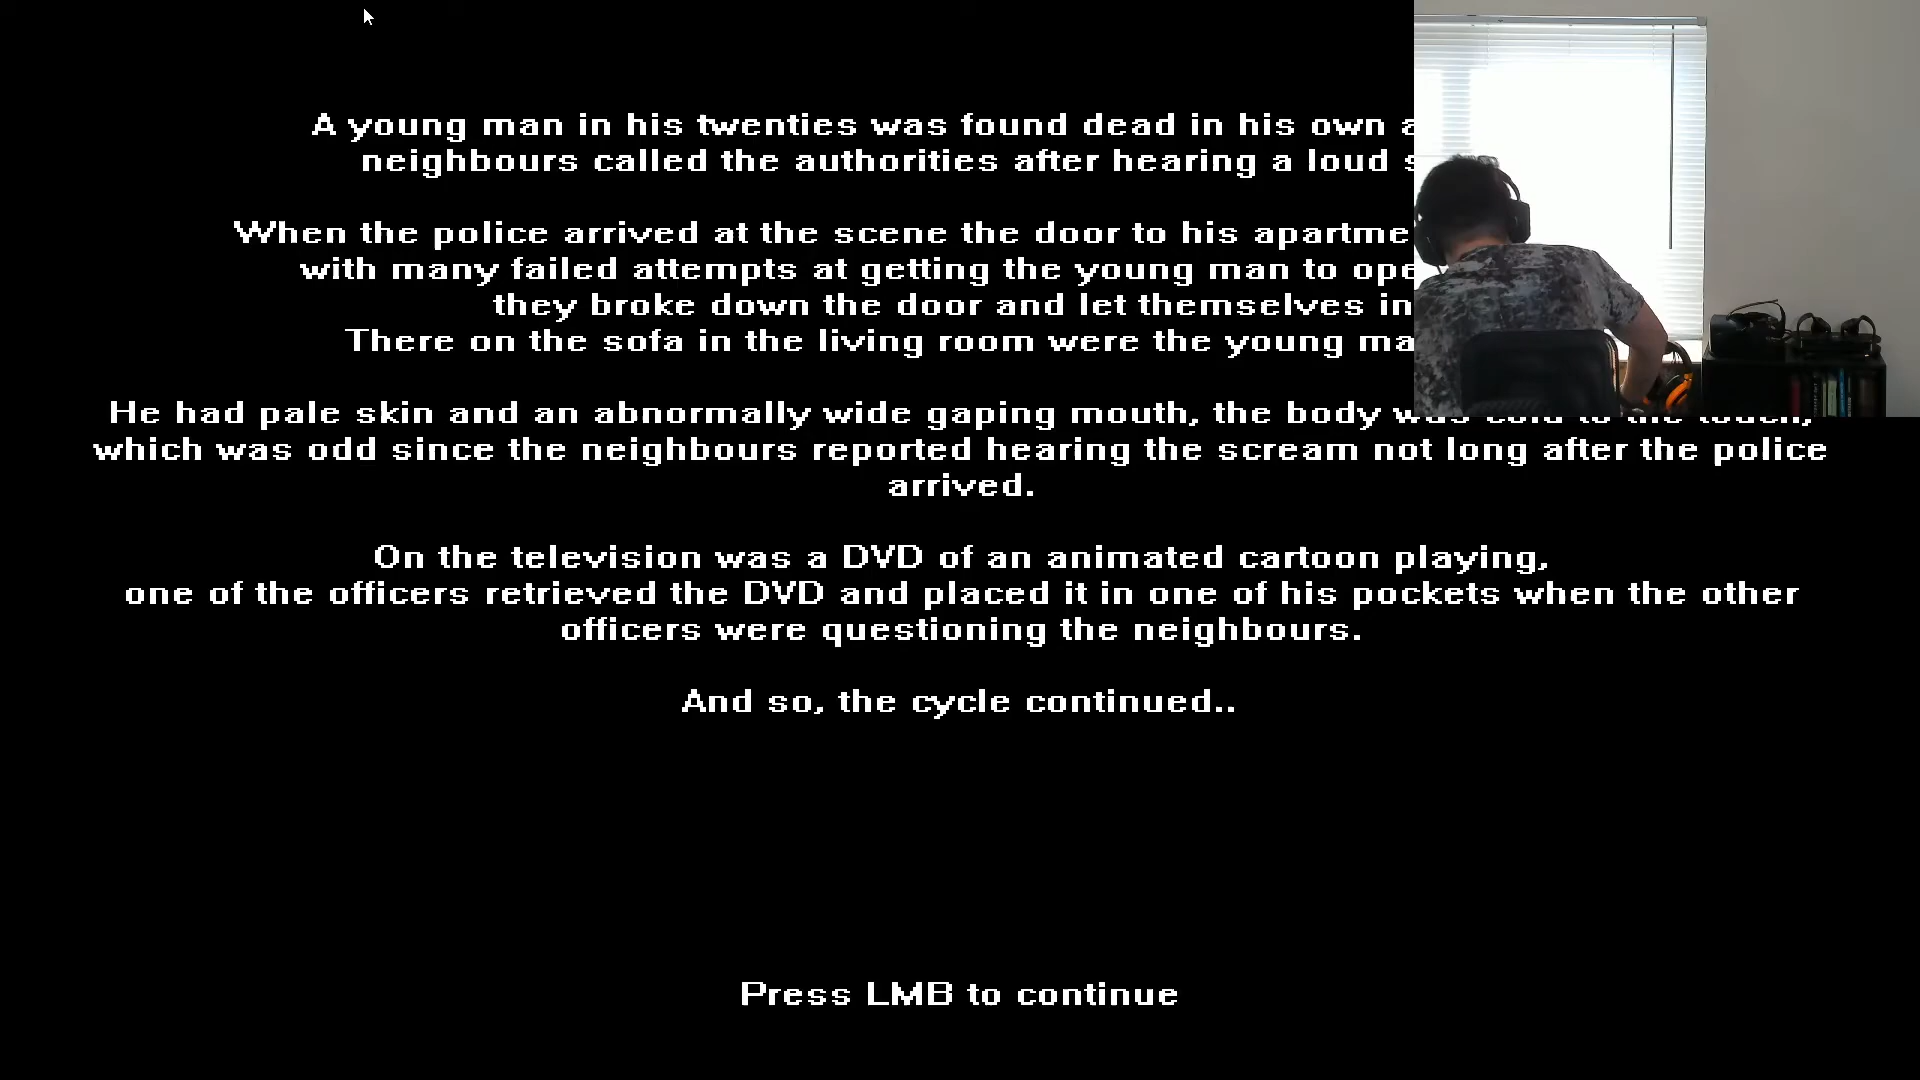 A young man in his twenties was found dead in his own
neighbours called the authorities after hearing a loud
When the police arrived at the scene the door to his
with many failed attempts at getting the young man to
they broke down the door and let themselves in
There on the sofa in the living room were the young
He had pale skin and an abnormally wide gaping mouth, the body was cold to the touch,
which was odd since the neighbours reported hearing the scream not long after the police
arrived.
On the television was a DVD of an animated cartoon playing,
one of the officers retrieved the DVD and placed it in one of his pockets when the other
officers were questioning the neighbours.
And so, the cycle continued..
Press LMB to continue